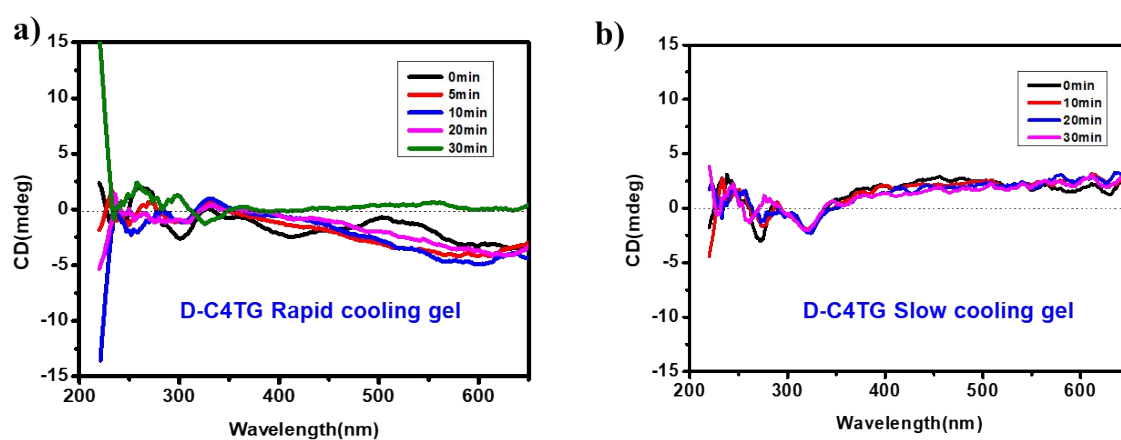 a)
15
10
5
0
-5
-10
-15
CD(mdeg)
0min
5min
10min
20min
30min
D-C4TG Rapid cooling gel
200 300 400 500 600
Wavelength(nm)
b)
15
10
5
0
-5
-10
-15
CD(mdeg)
0min
10min
20min
30min
D-C4TG Slow cooling gel
200 300 400 500 600
Wavelength(nm)